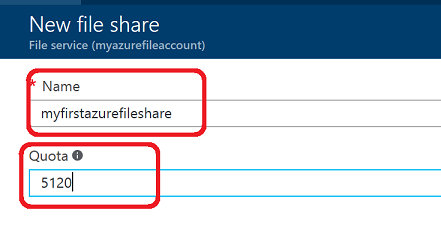 New file share
File service (myazurefileaccount)
* Name
myfirstazurefileshare
Quota
5120